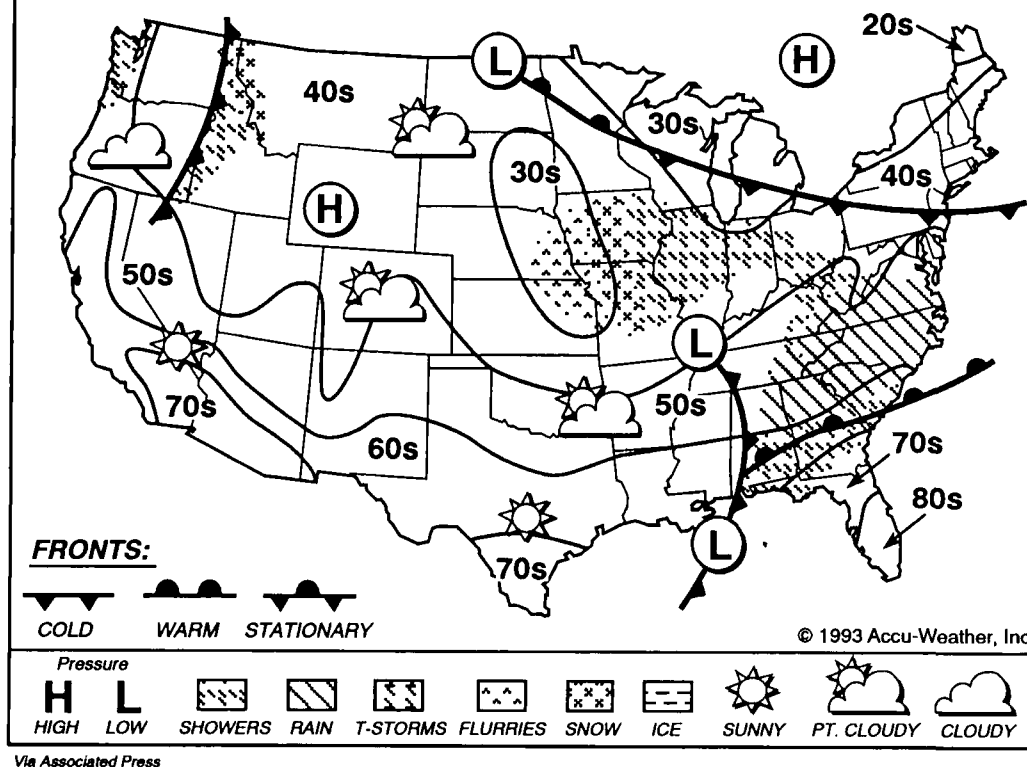 20s
L
H
40s
30s
30s
40s
H
50s
L
70s
50s
60s
70s
80s
L
70s
FRONTS:
COLD WARM STATIONARY
© 1993 Accu-Weather, Inc
Pressure
H L
HIGH LOW SHOWERS RAIN T-STORMS FLURRIES SNOW ICE SUNNY PT. CLOUDY CLOUDY
Via Associated Press